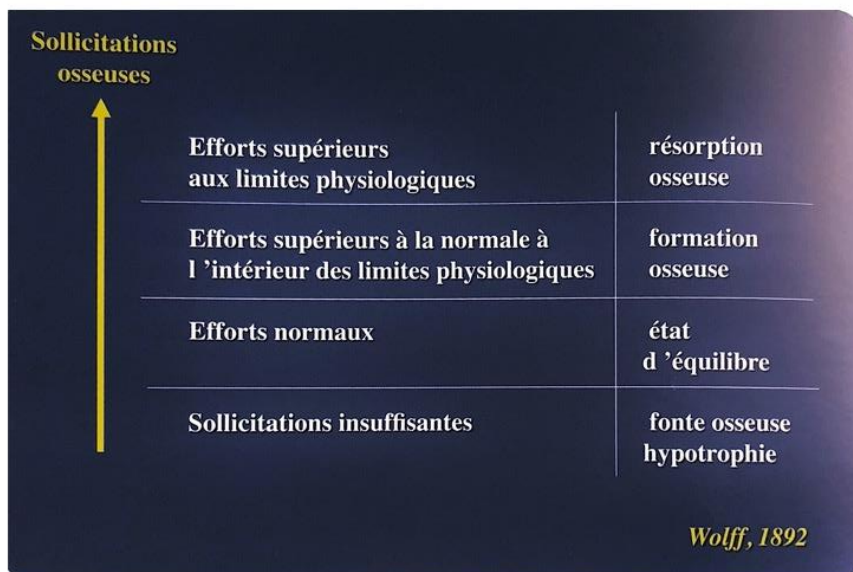 Sollicitations
osseuses
Efforts supérieurs
aux limites physiologiques
résorption
osseuse
Efforts supérieurs à la normale à
l ’intérieur des limites physiologiques
formation
osseuse
Efforts normaux
état
d ’équilibre
Sollicitations insuffisantes
fonte osseuse
hypotrophie
Wolff, 1892